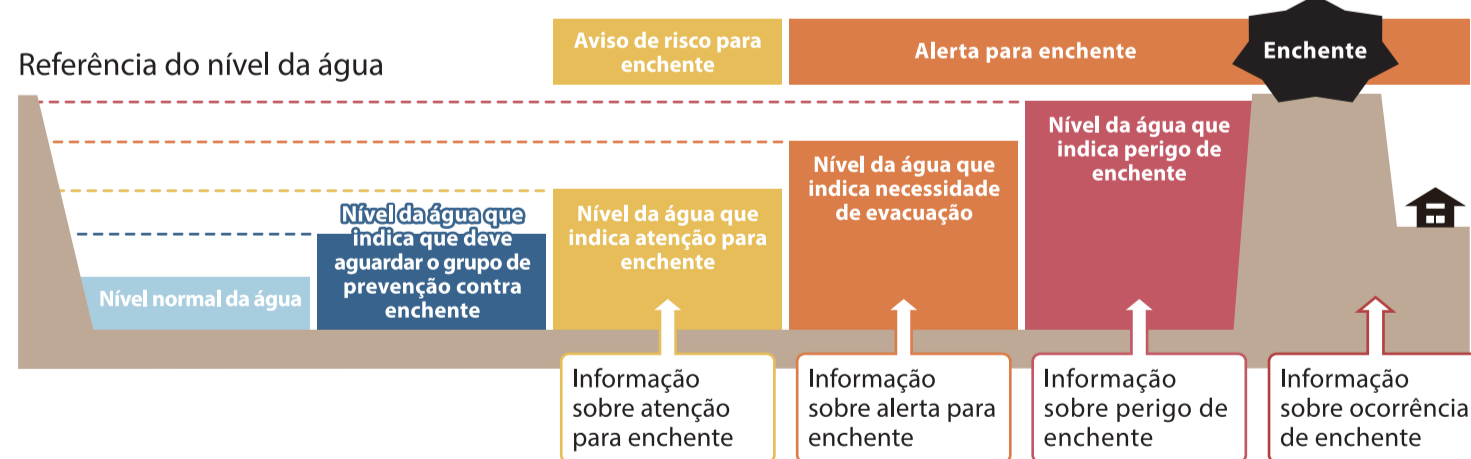 Referência do nível da água
Aviso de risco para
enchente
Alerta para enchente
Enchente
Nível normal da água
Nível da água que
indica que deve
aguardar o grupo de
prevenção contra
enchente
Nível da água que
indica atenção para
enchente
Nível da água que
indica necessidade
de evacuação
Nível da água que
indica perigo de
enchente
Informação
sobre atenção
para enchente
Informação
sobre alerta para
enchente
Informação
sobre perigo de
enchente
Informação
sobre ocorrência
de enchente